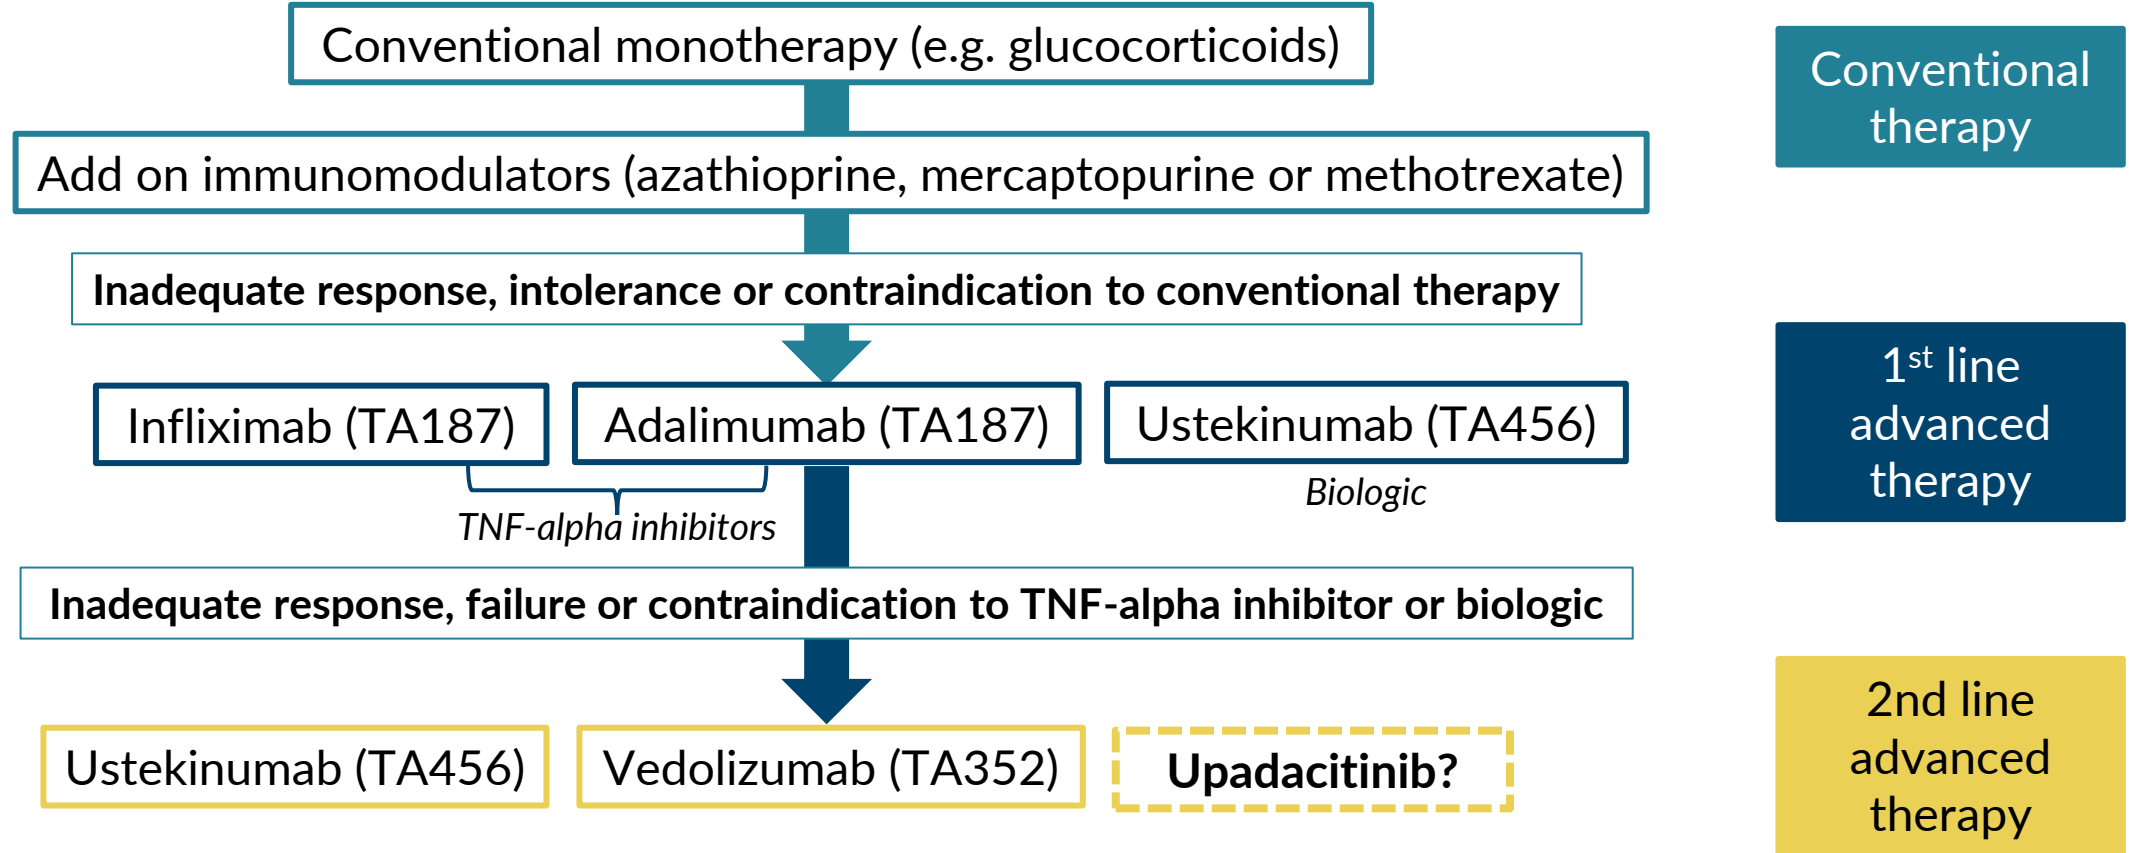 Conventional monotherapy (e.g. glucocorticoids)
Conventional
therapy
Add on immunomodulators (azathioprine, mercaptopurine or methotrexate)
Inadequate response, intolerance or contraindication to conventional therapy
1st line
advanced
therapy
Infliximab (TA187)
Adalimumab (TA187)
Ustekinumab (TA456)
Biologic
TNF-alpha inhibitors
Inadequate response, failure or contraindication to TNF-alpha inhibitor or biologic
2nd line
advanced
therapy
Ustekinumab (TA456)
Vedolizumab (TA352)
Upadacitinib?